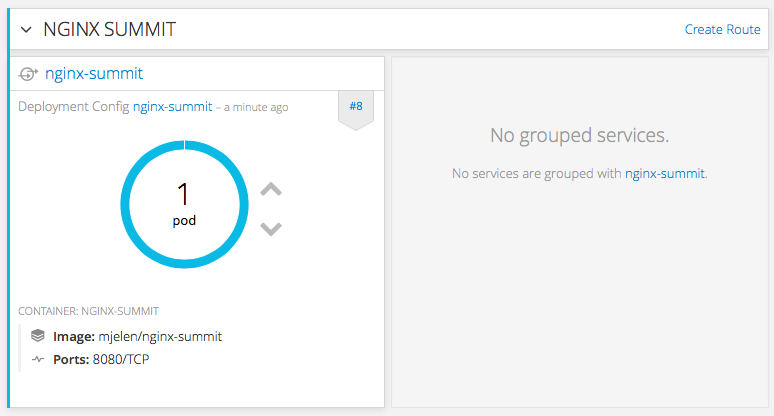 NGINX SUMMIT
Create Route
nginx-summit
Deployment Config nginx-summit – a minute ago
#8
1
pod
CONTAINER: NGINX-SUMMIT
Image: mjelen/nginx-summit
Ports: 8080/TCP
No grouped services.
No services are grouped with nginx-summit.